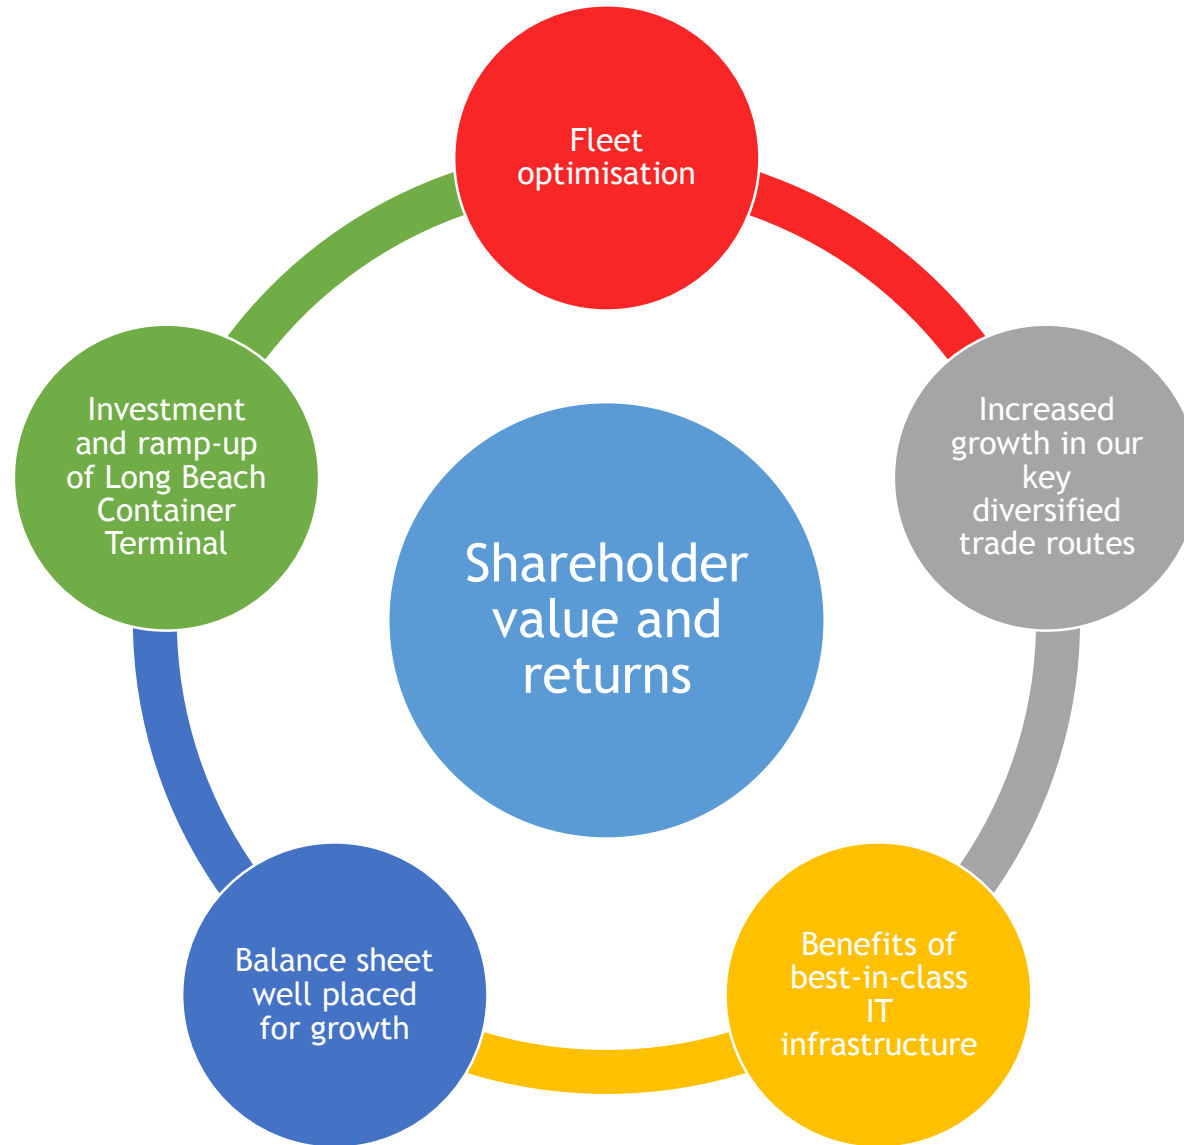 Fleet
optimisation
Increased
growth in our
key
diversified
trade routes
Benefits of
best-in-class
IT
infrastructure
Balance sheet
well placed
for growth
Investment
and ramp-up
of Long Beach
Container
Terminal
Shareholder
value and
returns